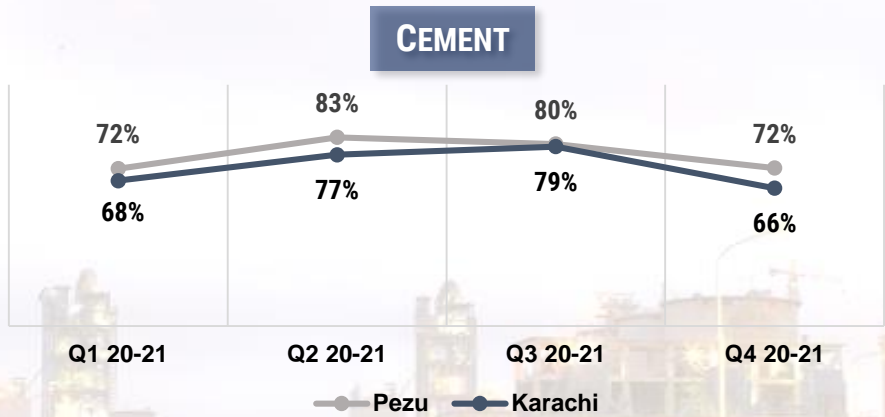 CEMENT
72% 83% 80% 72%
68% 77% 79% 66%
Q1 20-21 Q2 20-21 Q3 20-21 Q4 20-21
Pezu Karachi